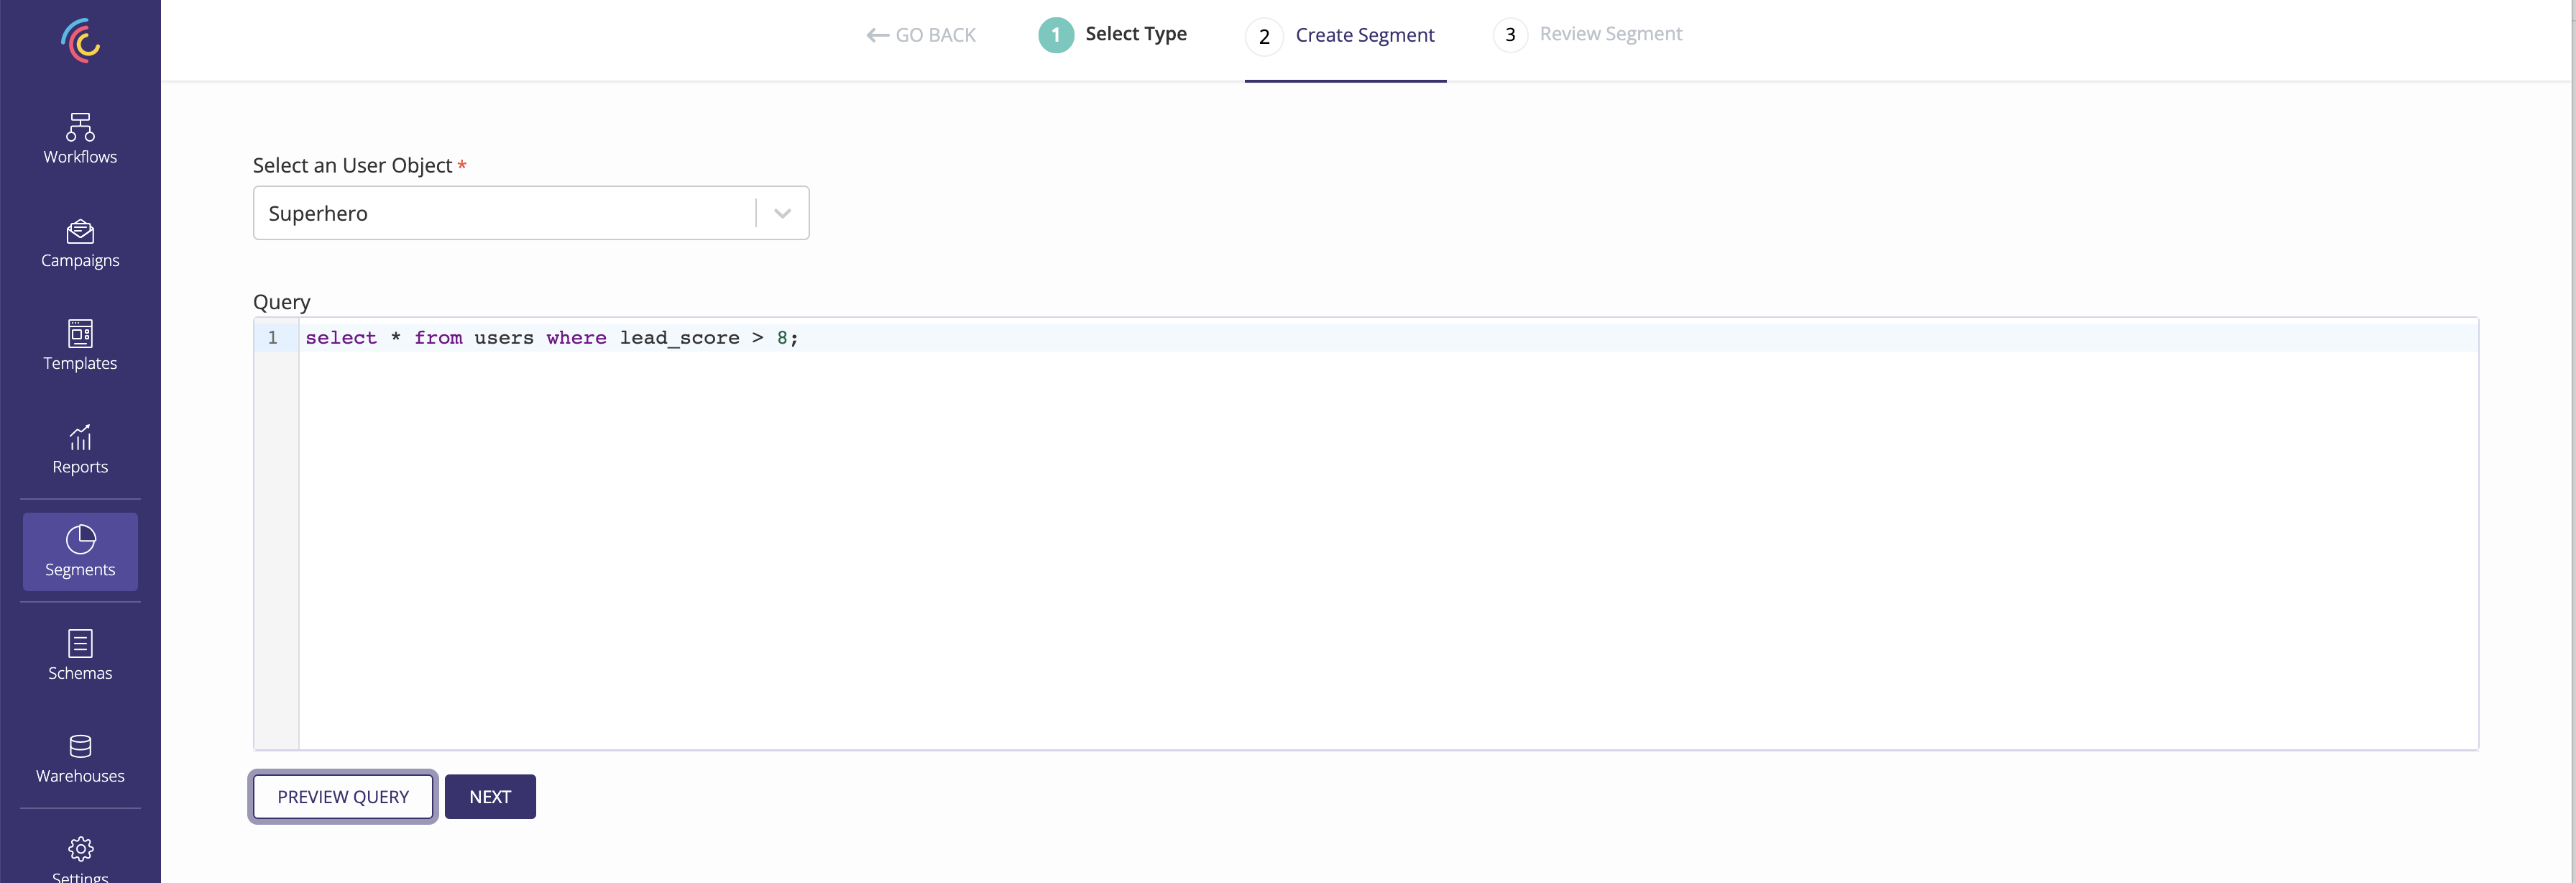 GO BACK
1 Select Type
2 Create Segment
3 Review Segment
Workflows
Campaigns
Templates
Reports
Segments
Schemas
Warehouses
Settings
Select an User Object *
Superhero
Query
1 select * from users where lead_score > 8;
PREVIEW QUERY
NEXT